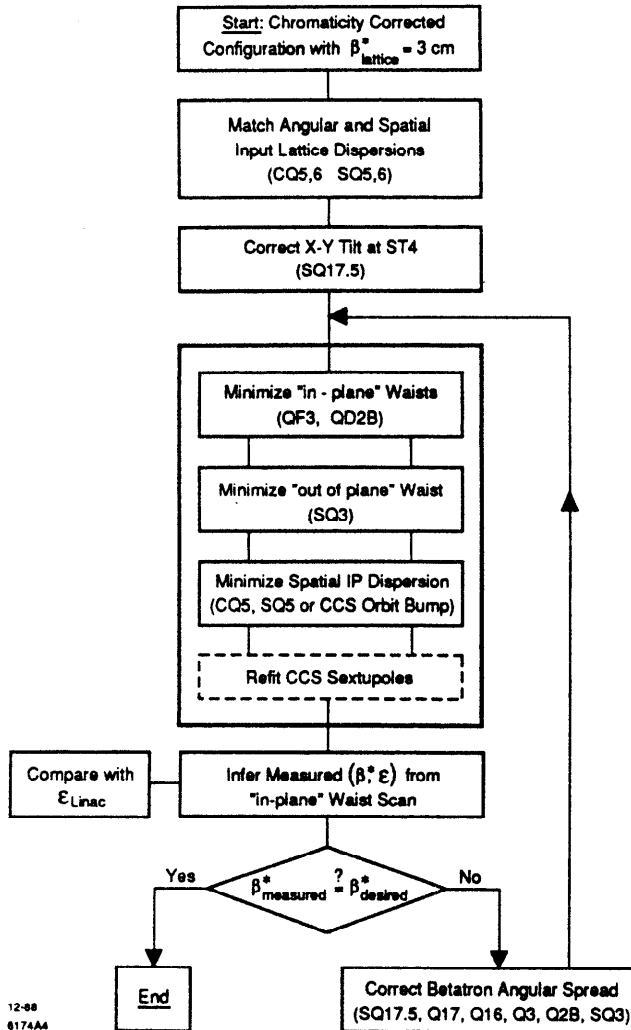 Start: Chromaticity Corrected
Configuration with β*lattice = 3 cm
Match Angular and Spatial
Input Lattice Dispersions
(CQ5,6 SQ5,6)
Correct X-Y Tilt at ST4
(SQ17.5)
Minimize "in - plane" Waists
(QF3, QD2B)
Minimize "out of plane" Waist
(SQ3)
Minimize Spatial IP Dispersion
(CQ5, SQ5 or CCS Orbit Bump)
Refit CCS Sextupoles
Compare with
εLinac
Infer Measured (β*, ε) from
"in-plane" Waist Scan
Yes
β*measured ?= β*desired
No
End
Correct Betatron Angular Spread
(SQ17.5, Q17, Q16, Q3, Q2B, SQ3)
12-88
6174A4